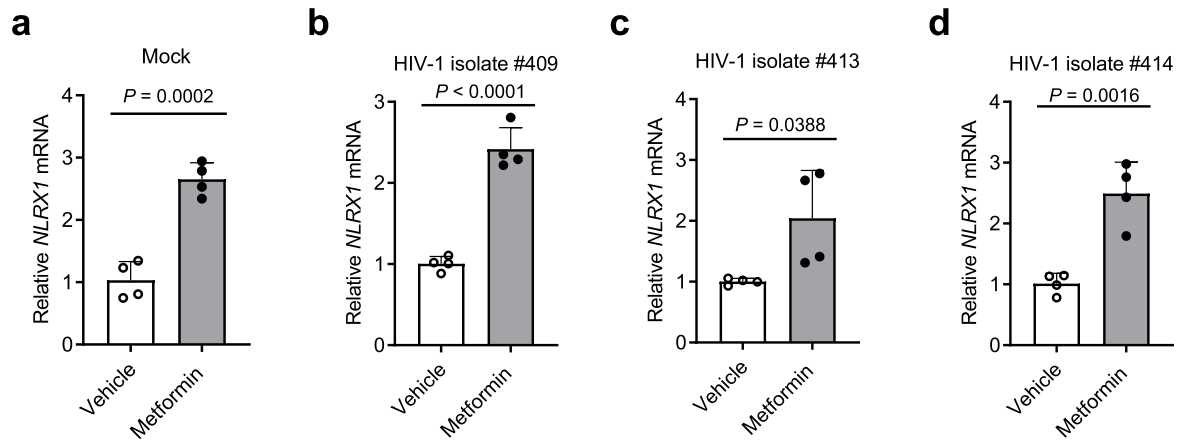 a
Mock
P = 0.0002
Relative NLRX1 mRNA
4
3
2
1
0
Vehicle
Metformin
b
HIV-1 isolate #409
P < 0.0001
Relative NLRX1 mRNA
3
2
1
0
Vehicle
Metformin
c
HIV-1 isolate #413
P = 0.0388
Relative NLRX1 mRNA
4
3
2
1
0
Vehicle
Metformin
d
HIV-1 isolate #414
P = 0.0016
Relative NLRX1 mRNA
4
3
2
1
0
Vehicle
Metformin